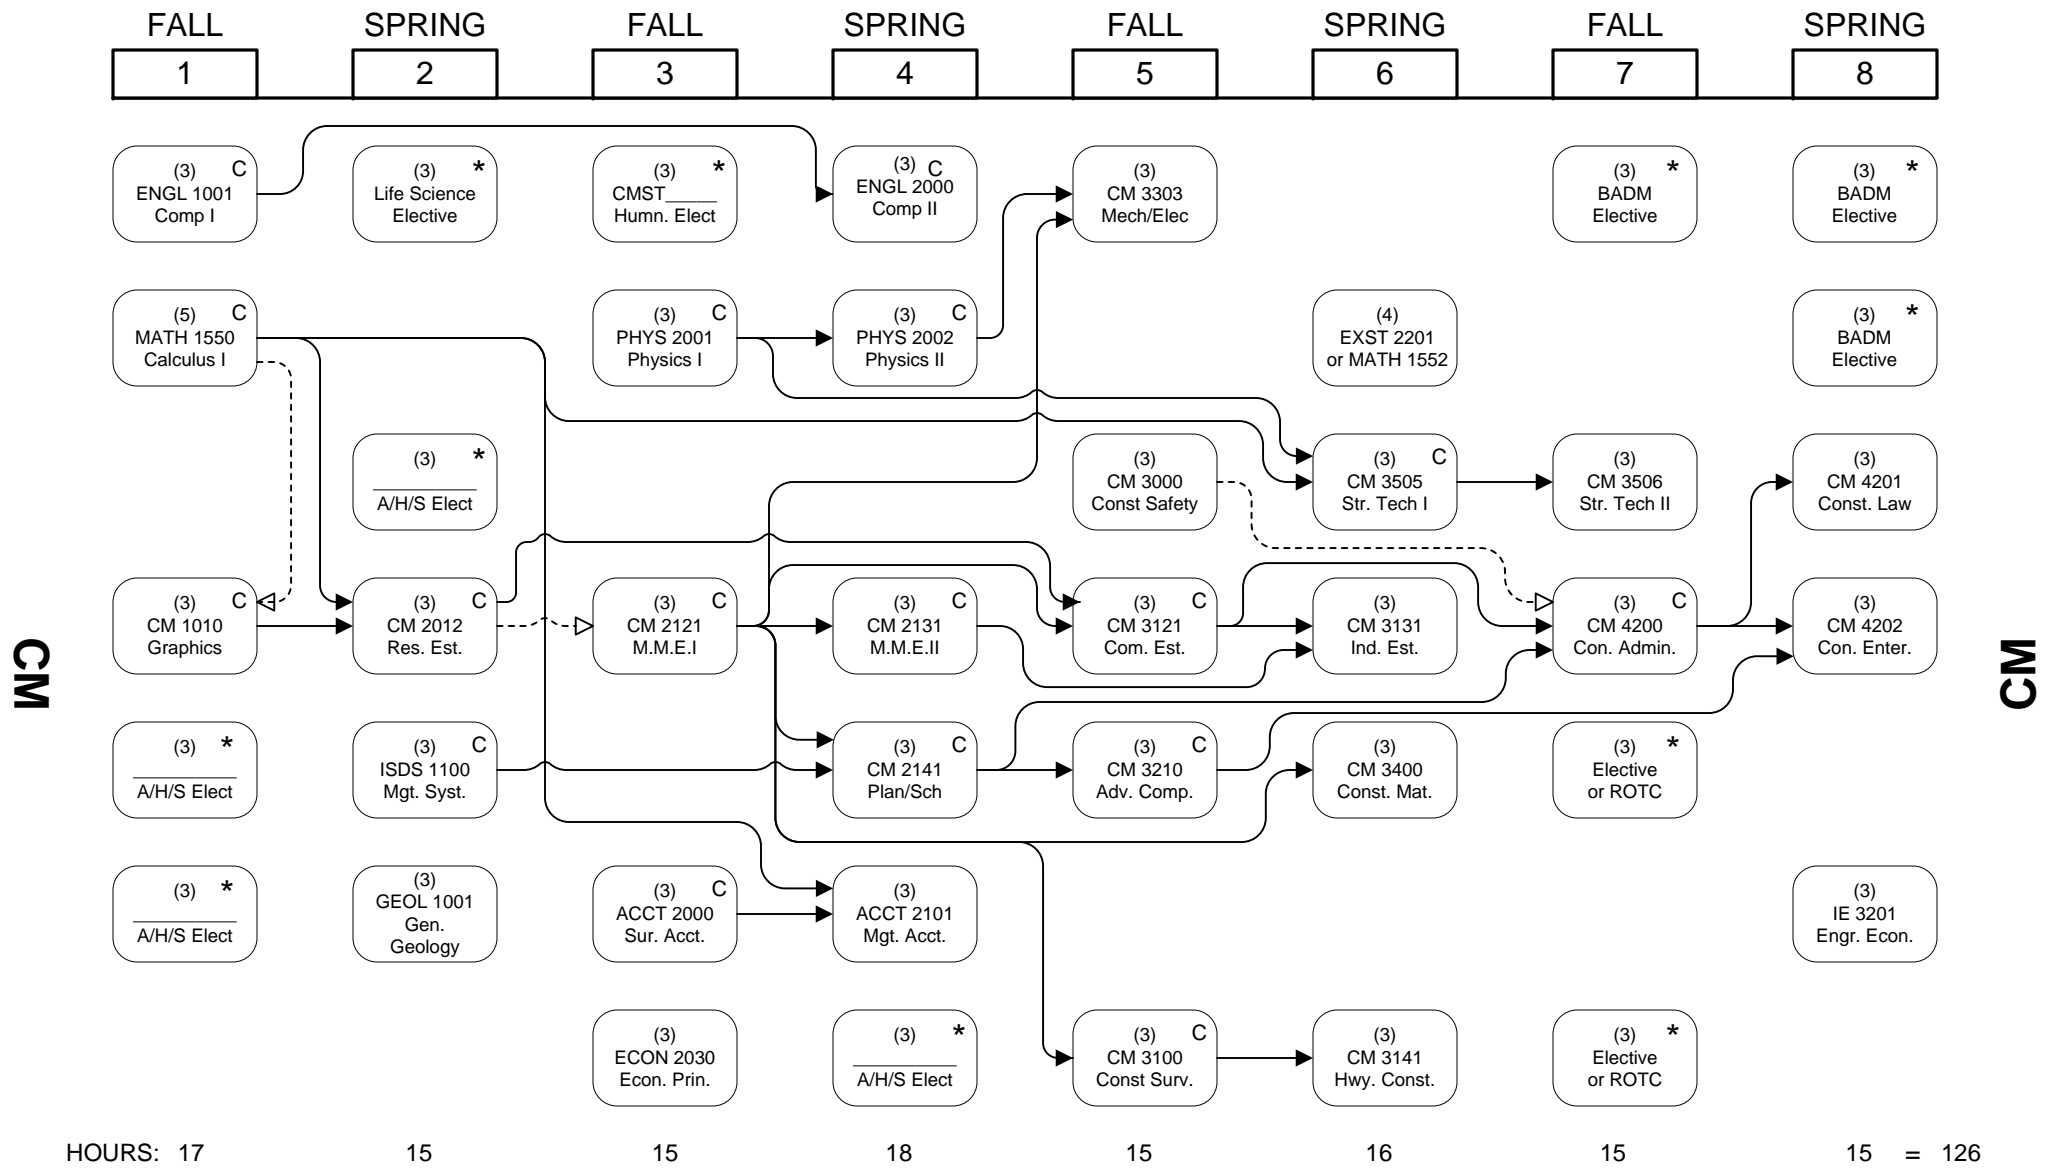 FALL SPRING FALL SPRING FALL SPRING FALL SPRING
1 2 3 4 5 6 7 8
(3) C
ENGL 1001
Comp I
(3) *
Life Science
Elective
(3) *
CMST_____
Humn. Elect
(3) C
ENGL 2000
Comp II
(3)
CM 3303
Mech/Elec
(3) *
BADM
Elective
(3) *
BADM
Elective
(5) C
MATH 1550
Calculus I
(3) C
PHYS 2001
Physics I
(3) C
PHYS 2002
Physics II
(4)
EXST 2201
or MATH 1552
(3) *
BADM
Elective
(3) *
___________
A/H/S Elect
(3)
CM 3000
Const Safety
(3) C
CM 3505
Str. Tech I
(3)
CM 3506
Str. Tech II
(3)
CM 4201
Const. Law
(3) C
CM 1010
Graphics
(3) C
CM 2012
Res. Est.
(3) C
CM 2121
M.M.E.I
(3) C
CM 2131
M.M.E.II
(3) C
CM 3121
Com. Est.
(3)
CM 3131
Ind. Est.
(3) C
CM 4200
Con. Admin.
(3)
CM 4202
Con. Enter.
CM
CM
(3) *
___________
A/H/S Elect
(3) C
ISDS 1100
Mgt. Syst.
(3) C
CM 2141
Plan/Sch
(3) C
CM 3210
Adv. Comp.
(3)
CM 3400
Const. Mat.
(3) *
Elective
or ROTC
(3) *
___________
A/H/S Elect
(3)
GEOL 1001
Gen.
Geology
(3) C
ACCT 2000
Sur. Acct.
(3)
ACCT 2101
Mgt. Acct.
(3)
IE 3201
Engr. Econ.
(3)
ECON 2030
Econ. Prin.
(3) *
___________
A/H/S Elect
(3) C
CM 3100
Const Surv.
(3)
CM 3141
Hwy. Const.
(3) *
Elective
or ROTC
HOURS: 17 15 15 18 15 16 15 15 = 126